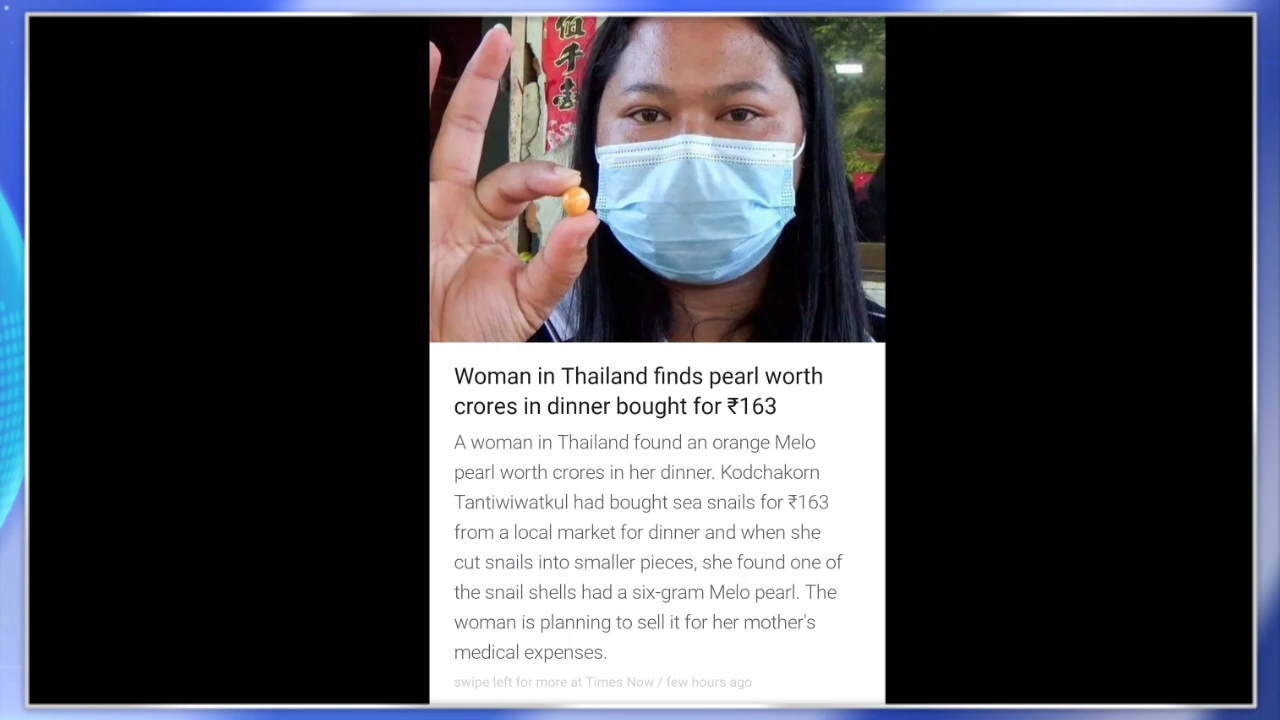 伍
千
壽
Woman in Thailand finds pearl worth
crores in dinner bought for ₹163
A woman in Thailand found an orange Melo
pearl worth crores in her dinner. Kodchakorn
Tantiwiwatkul had bought sea snails for ₹163
from a local market for dinner and when she
cut snails into smaller pieces, she found one of
the snail shells had a six-gram Melo pearl. The
woman is planning to sell it for her mother's
medical expenses.
swipe left for more at Times Now / few hours ago